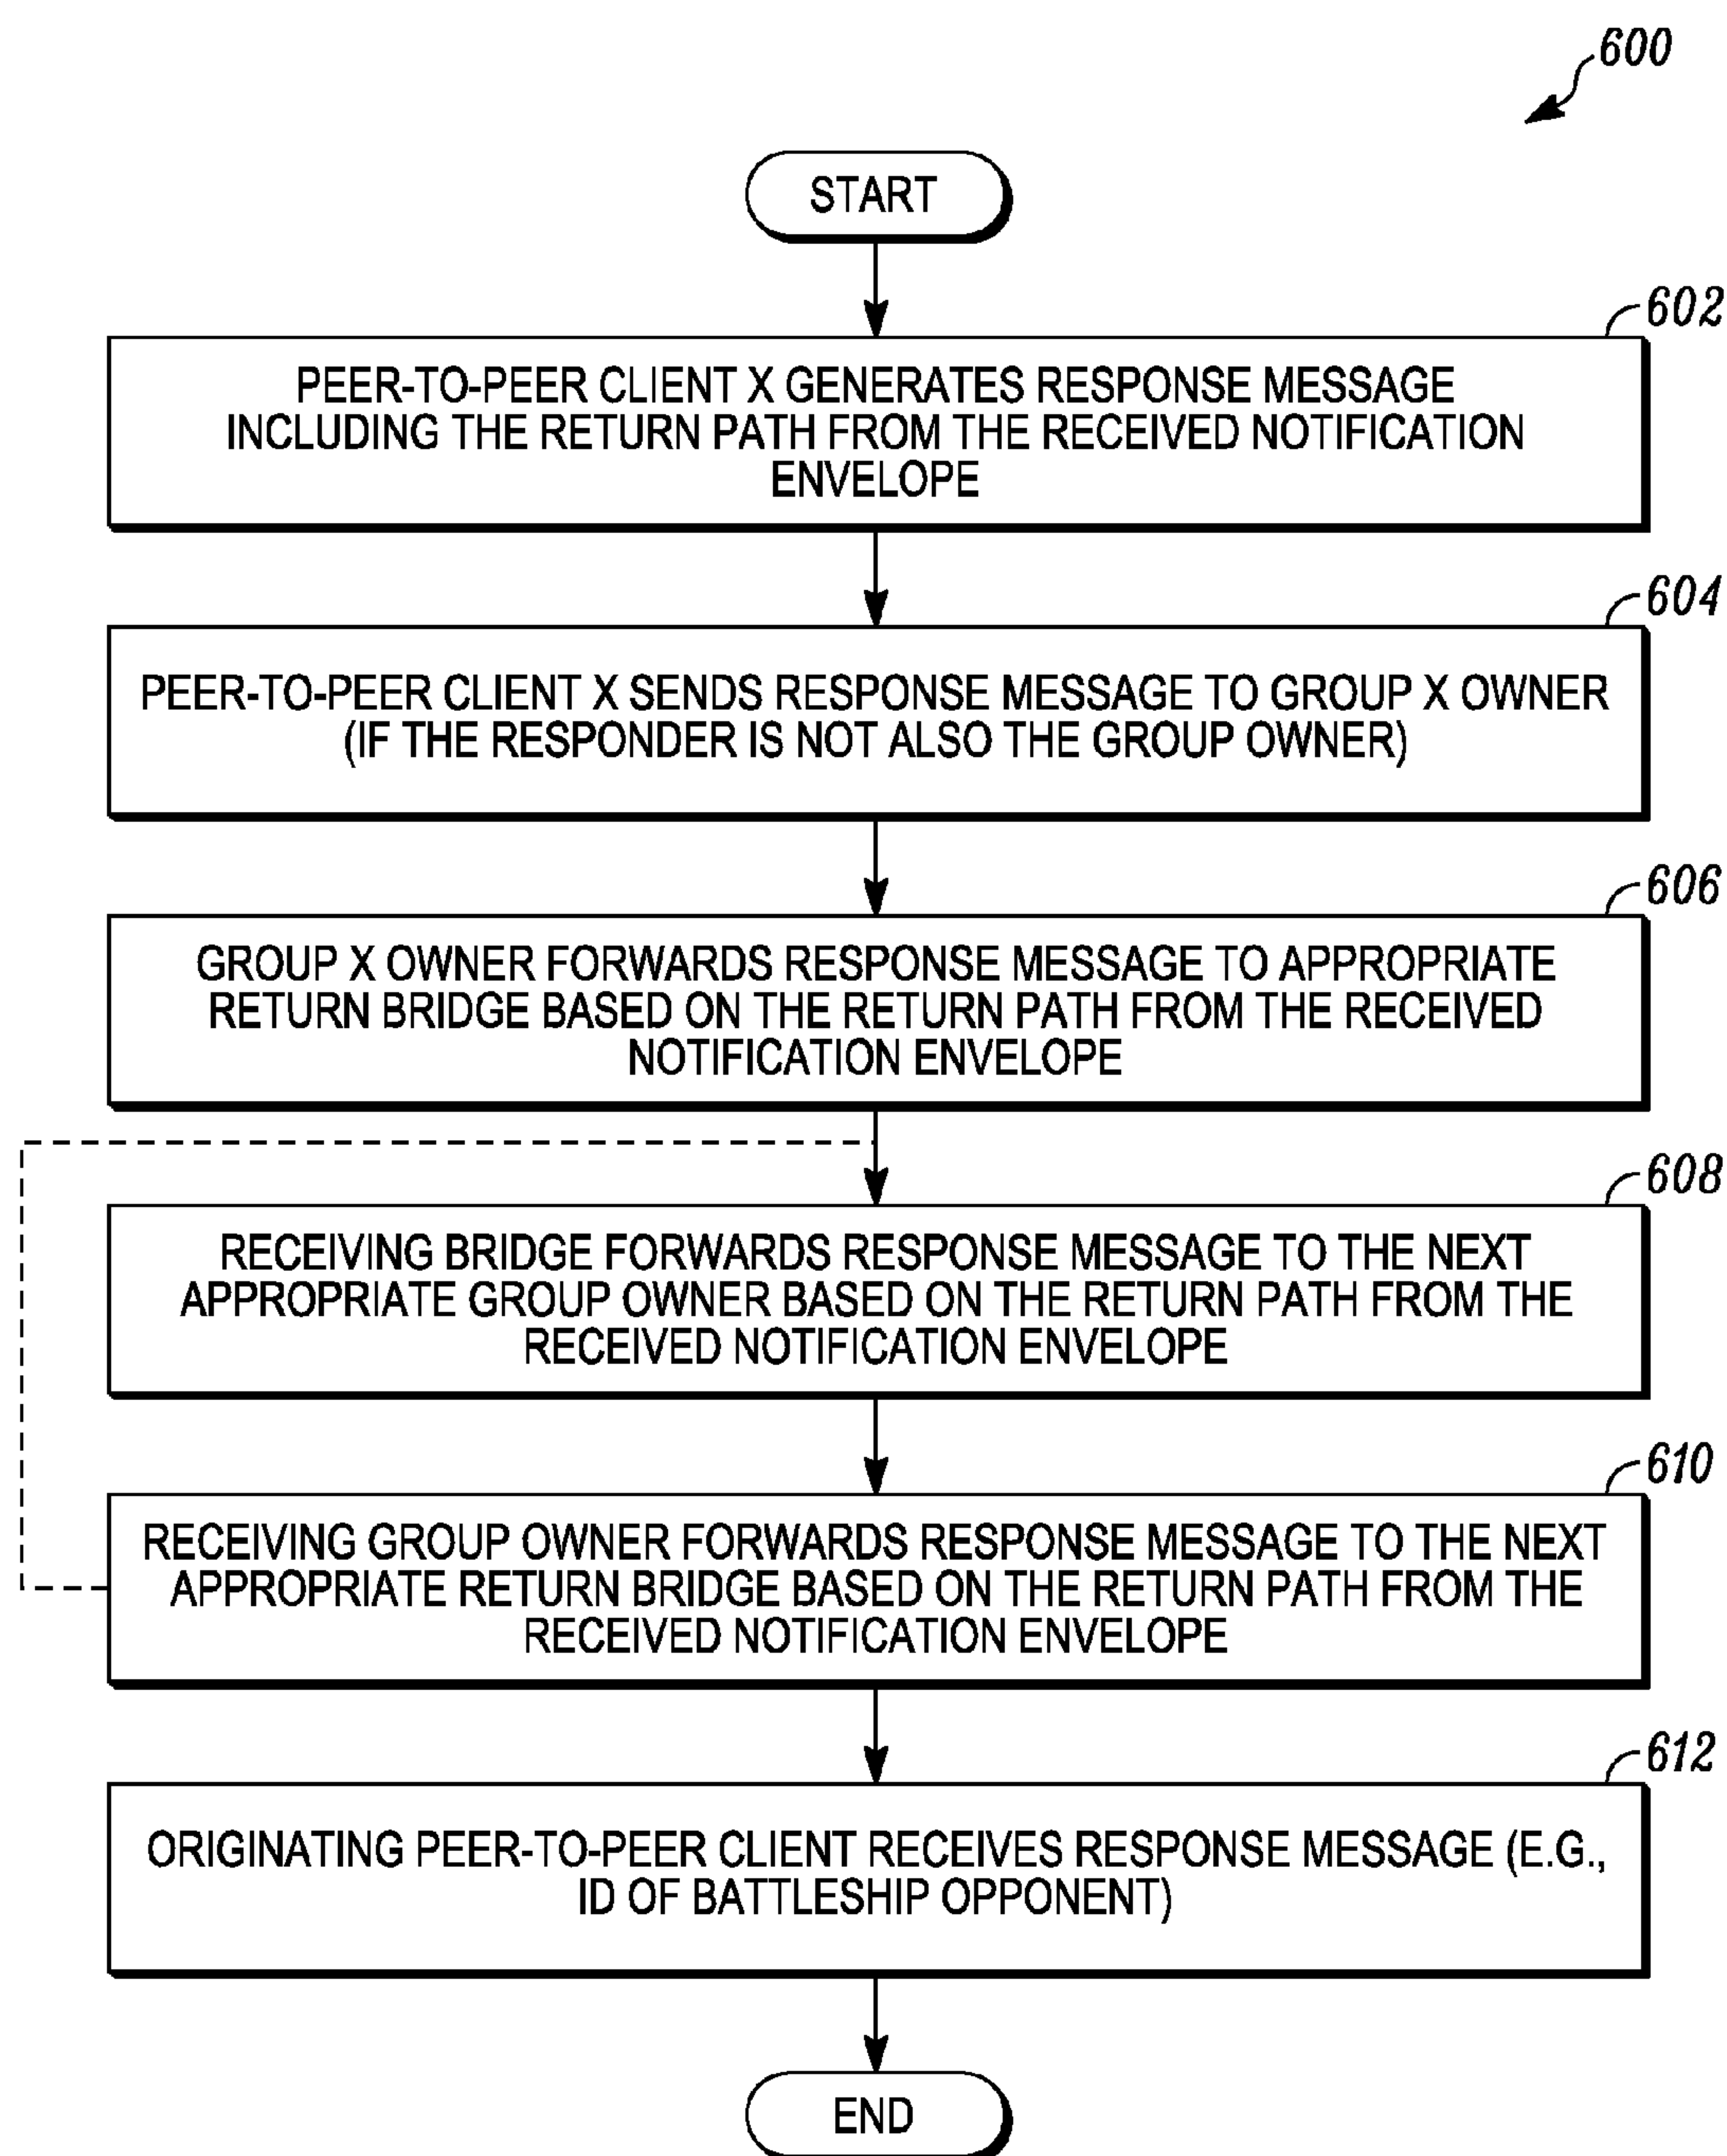 600
START
602
PEER-TO-PEER CLIENT X GENERATES RESPONSE MESSAGE
INCLUDING THE RETURN PATH FROM THE RECEIVED NOTIFICATION
ENVELOPE
604
PEER-TO-PEER CLIENT X SENDS RESPONSE MESSAGE TO GROUP X OWNER
(IF THE RESPONDER IS NOT ALSO THE GROUP OWNER)
606
GROUP X OWNER FORWARDS RESPONSE MESSAGE TO APPROPRIATE
RETURN BRIDGE BASED ON THE RETURN PATH FROM THE RECEIVED
NOTIFICATION ENVELOPE
608
RECEIVING BRIDGE FORWARDS RESPONSE MESSAGE TO THE NEXT
APPROPRIATE GROUP OWNER BASED ON THE RETURN PATH FROM THE
RECEIVED NOTIFICATION ENVELOPE
610
RECEIVING GROUP OWNER FORWARDS RESPONSE MESSAGE TO THE NEXT
APPROPRIATE RETURN BRIDGE BASED ON THE RETURN PATH FROM THE
RECEIVED NOTIFICATION ENVELOPE
612
ORIGINATING PEER-TO-PEER CLIENT RECEIVES RESPONSE MESSAGE (E.G.,
ID OF BATTLESHIP OPPONENT)
END